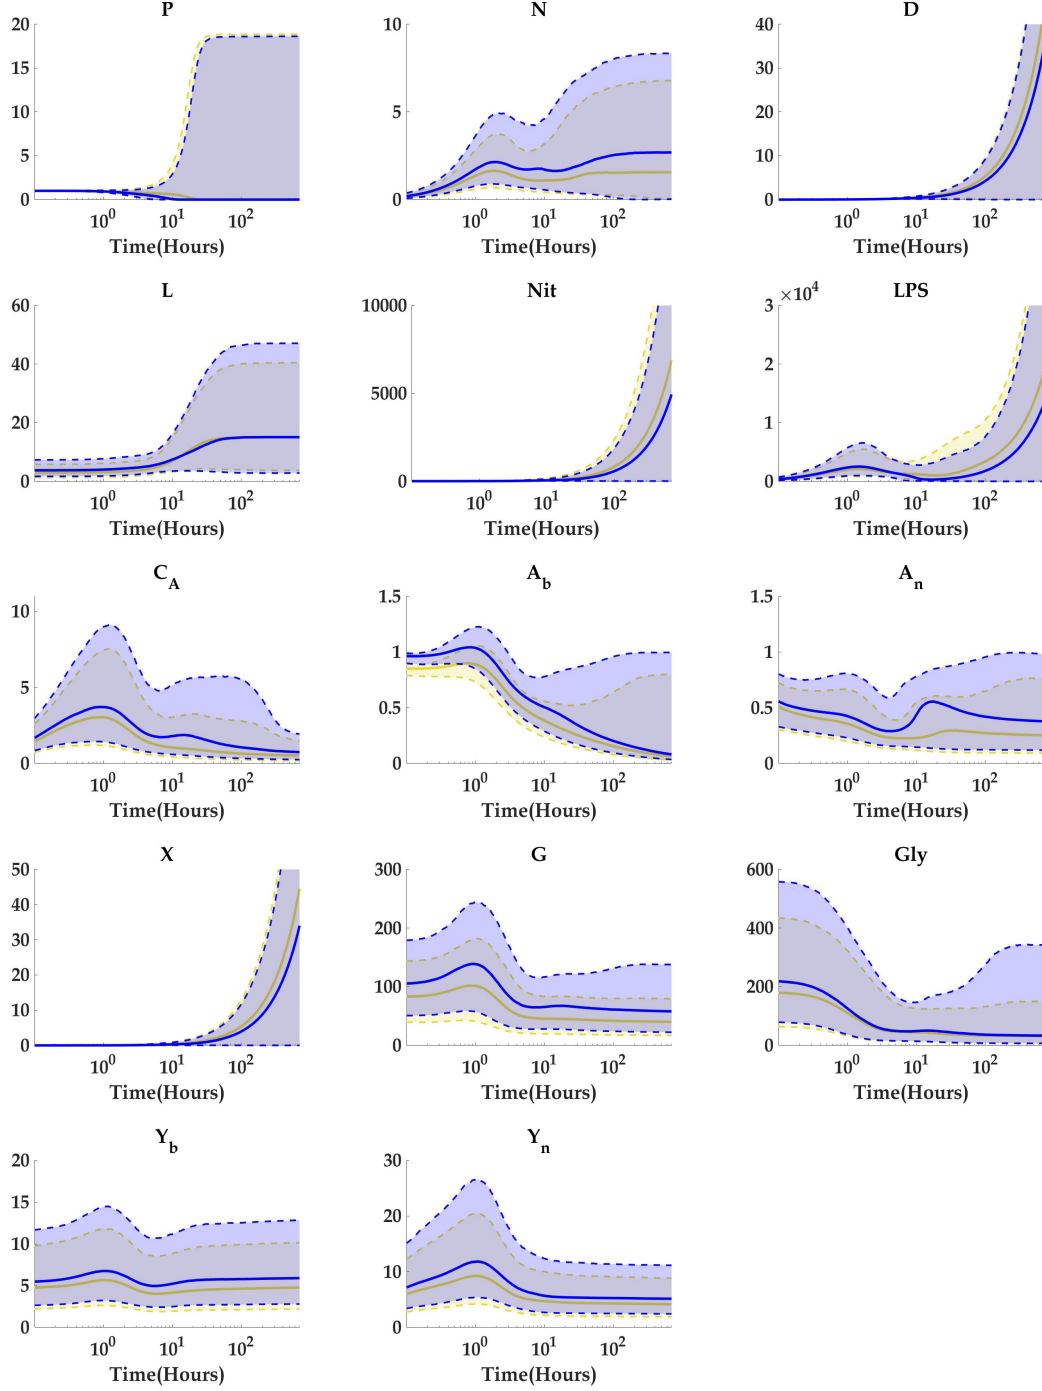 P
20
15
10
5
0
10^0 10^1 10^2
Time(Hours)
N
10
5
0
10^0 10^1 10^2
Time(Hours)
D
40
30
20
10
0
10^0 10^1 10^2
Time(Hours)
L
60
40
20
0
10^0 10^1 10^2
Time(Hours)
Nit
10000
5000
0
10^0 10^1 10^2
Time(Hours)
LPS
×10^4
3
2
1
0
10^0 10^1 10^2
Time(Hours)
C_A
10
5
0
10^0 10^1 10^2
Time(Hours)
A_b
1.5
1
0.5
0
10^0 10^1 10^2
Time(Hours)
A_n
1.5
1
0.5
0
10^0 10^1 10^2
Time(Hours)
X
50
40
30
20
10
0
10^0 10^1 10^2
Time(Hours)
G
300
200
100
0
10^0 10^1 10^2
Time(Hours)
Gly
600
400
200
0
10^0 10^1 10^2
Time(Hours)
Y_b
20
15
10
5
0
10^0 10^1 10^2
Time(Hours)
Y_n
30
20
10
0
10^0 10^1 10^2
Time(Hours)